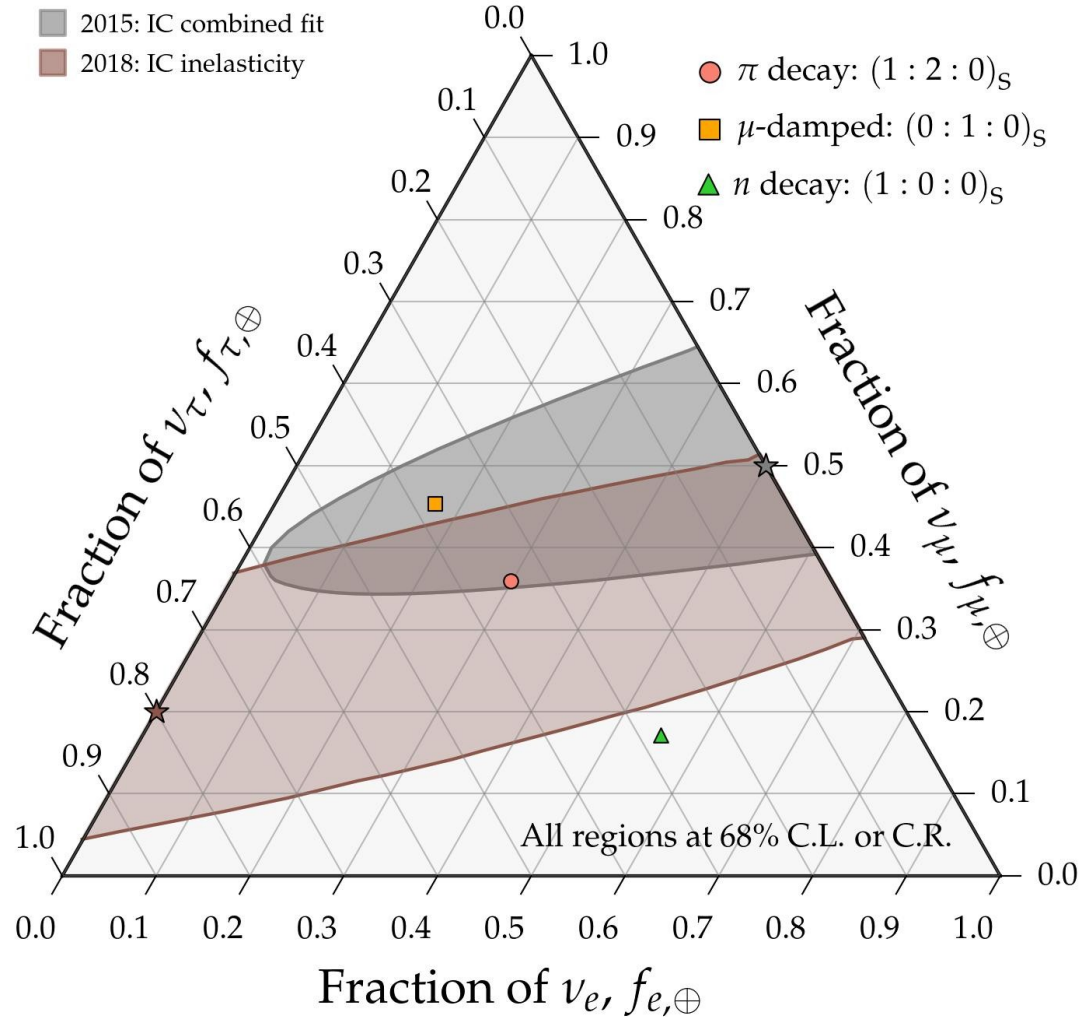 2015: IC combined fit
2018: IC inelasticity
π decay: (1 : 2 : 0)S
μ-damped: (0 : 1 : 0)S
n decay: (1 : 0 : 0)S
0.0
0.1
0.2
0.3
0.4
0.5
0.6
0.7
0.8
0.9
1.0
Fraction of ντ, fτ,⊕
1.0
0.9
0.8
0.7
0.6
0.5
0.4
0.3
0.2
0.1
0.0
Fraction of νμ, fμ,⊕
All regions at 68% C.L. or C.R.
0.0 0.1 0.2 0.3 0.4 0.5 0.6 0.7 0.8 0.9 1.0
Fraction of νe, fe,⊕